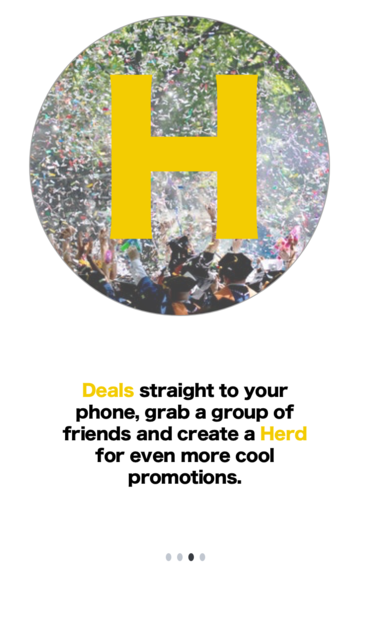 H
Deals straight to your
phone, grab a group of
friends and create a Herd
for even more cool
promotions.